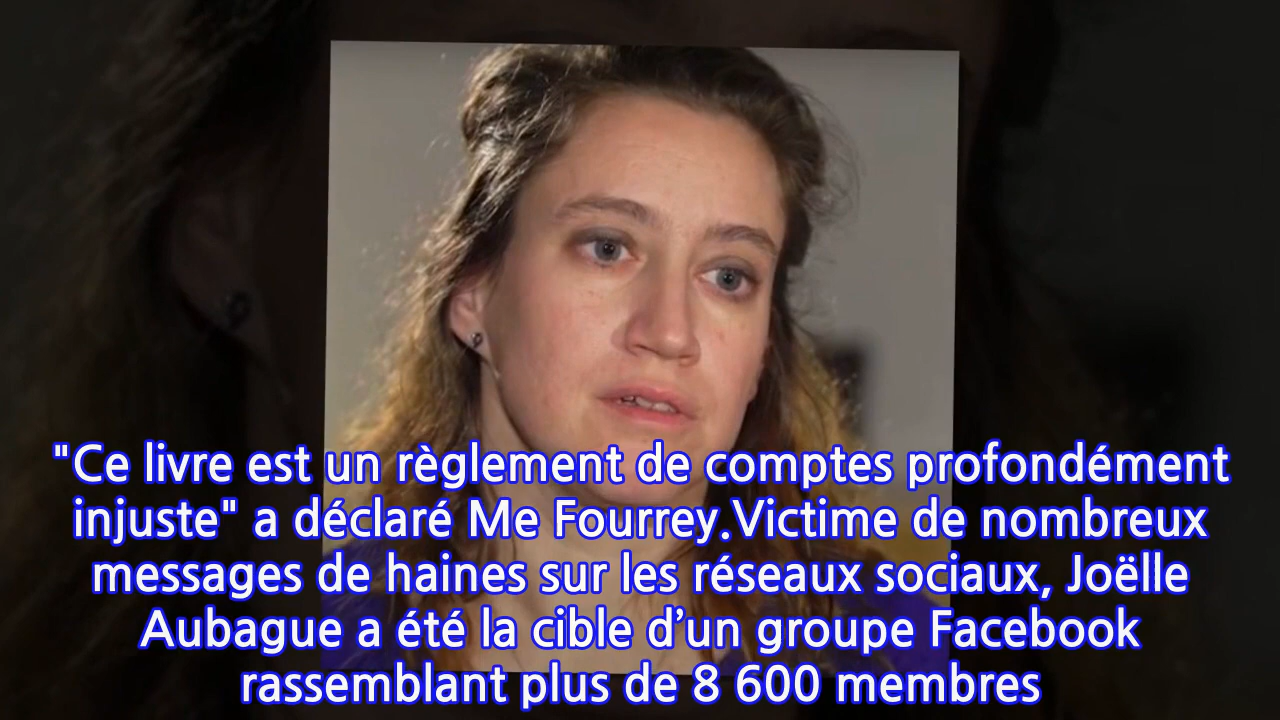 "Ce livre est un règlement de comptes profondément
injuste" a déclaré Me Fourrey.Victime de nombreux
messages de haines sur les réseaux sociaux, Joëlle
Aubague a été la cible d’un groupe Facebook
rassemblant plus de 8 600 membres